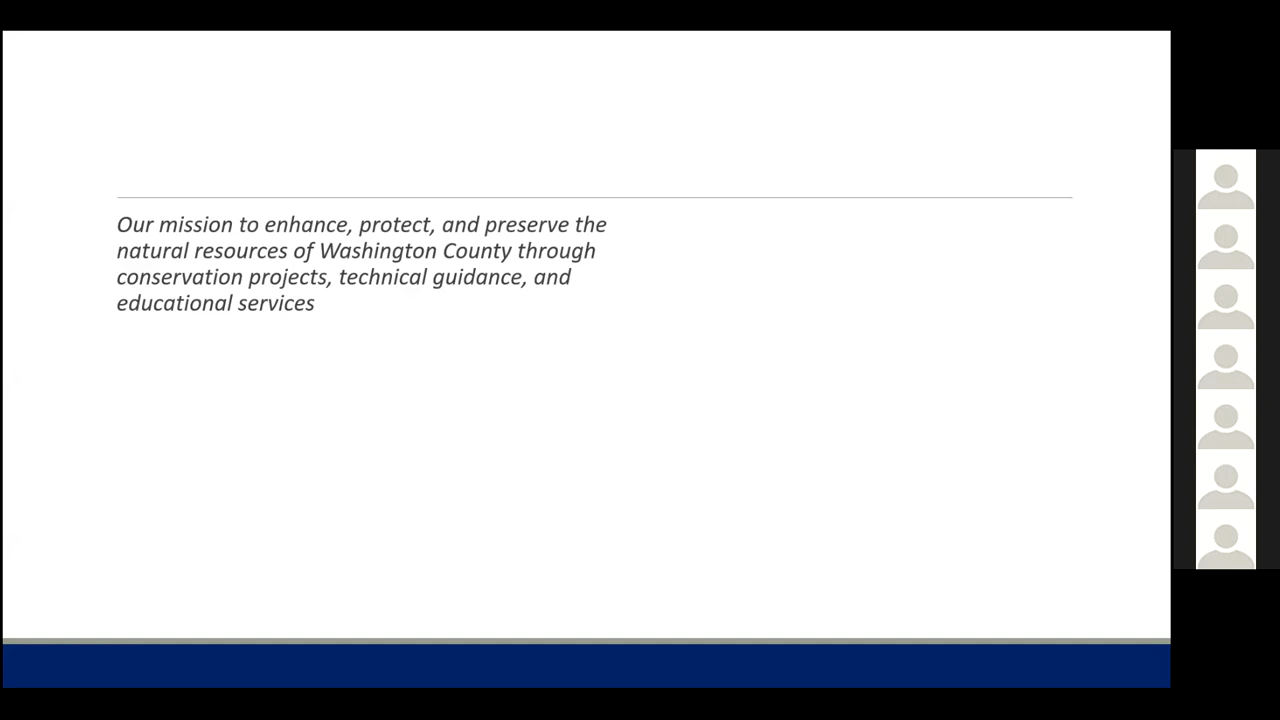 Our mission to enhance, protect, and preserve the
natural resources of Washington County through
conservation projects, technical guidance, and
educational services